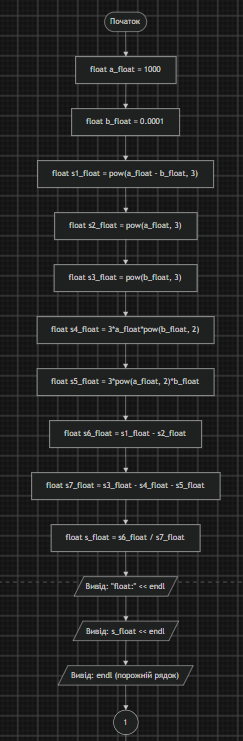 Початок
float a_float = 1000
float b_float = 0.0001
float s1_float = pow(a_float - b_float, 3)
float s2_float = pow(a_float, 3)
float s3_float = pow(b_float, 3)
float s4_float = 3*a_float*pow(b_float, 2)
float s5_float = 3*pow(a_float, 2)*b_float
float s6_float = s1_float - s2_float
float s7_float = s3_float - s4_float - s5_float
float s_float = s6_float / s7_float
Вивід: "float:" << endl
Вивід: s_float << endl
Вивід: endl (порожній рядок)
1